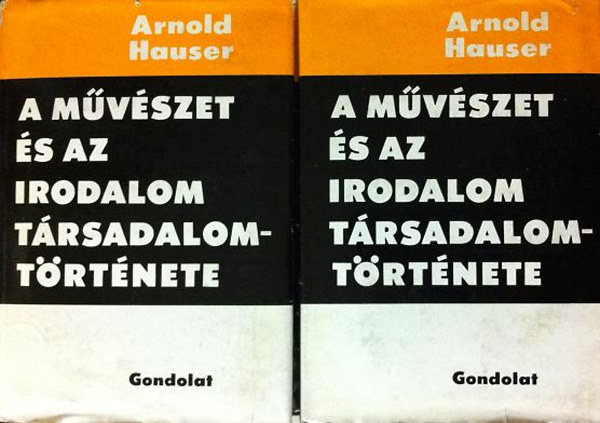 Arnold
Hauser
A MŰVÉSZET
ÉS AZ
IRODALOM
TÁRSADALOM-
TÖRTÉNETE
Gondolat
Arnold
Hauser
A MŰVÉSZET
ÉS AZ
IRODALOM
TÁRSADALOM-
TÖRTÉNETE
Gondolat